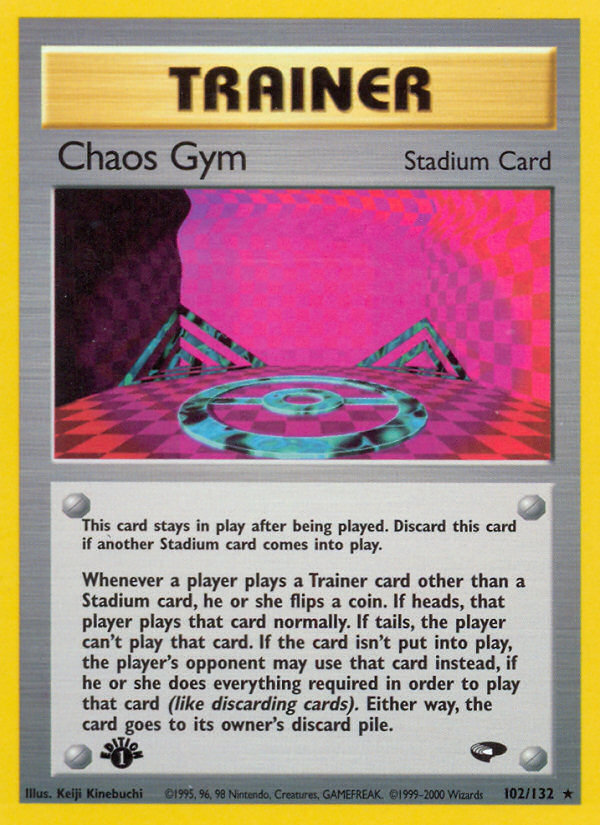 TRAINER
Chaos Gym
Stadium Card
This card stays in play after being played. Discard this card
if another Stadium card comes into play.
Whenever a player plays a Trainer card other than a
Stadium card, he or she flips a coin. If heads, that
player plays that card normally. If tails, the player
can't play that card. If the card isn't put into play,
the player's opponent may use that card instead, if
he or she does everything required in order to play
that card (like discarding cards). Either way, the
card goes to its owner's discard pile.
EDITION
1
Illus. Keiji Kinebuchi ©1995, 96, 98 Nintendo, Creatures, GAMEFREAK. ©1999-2000 Wizards 102/132 ★